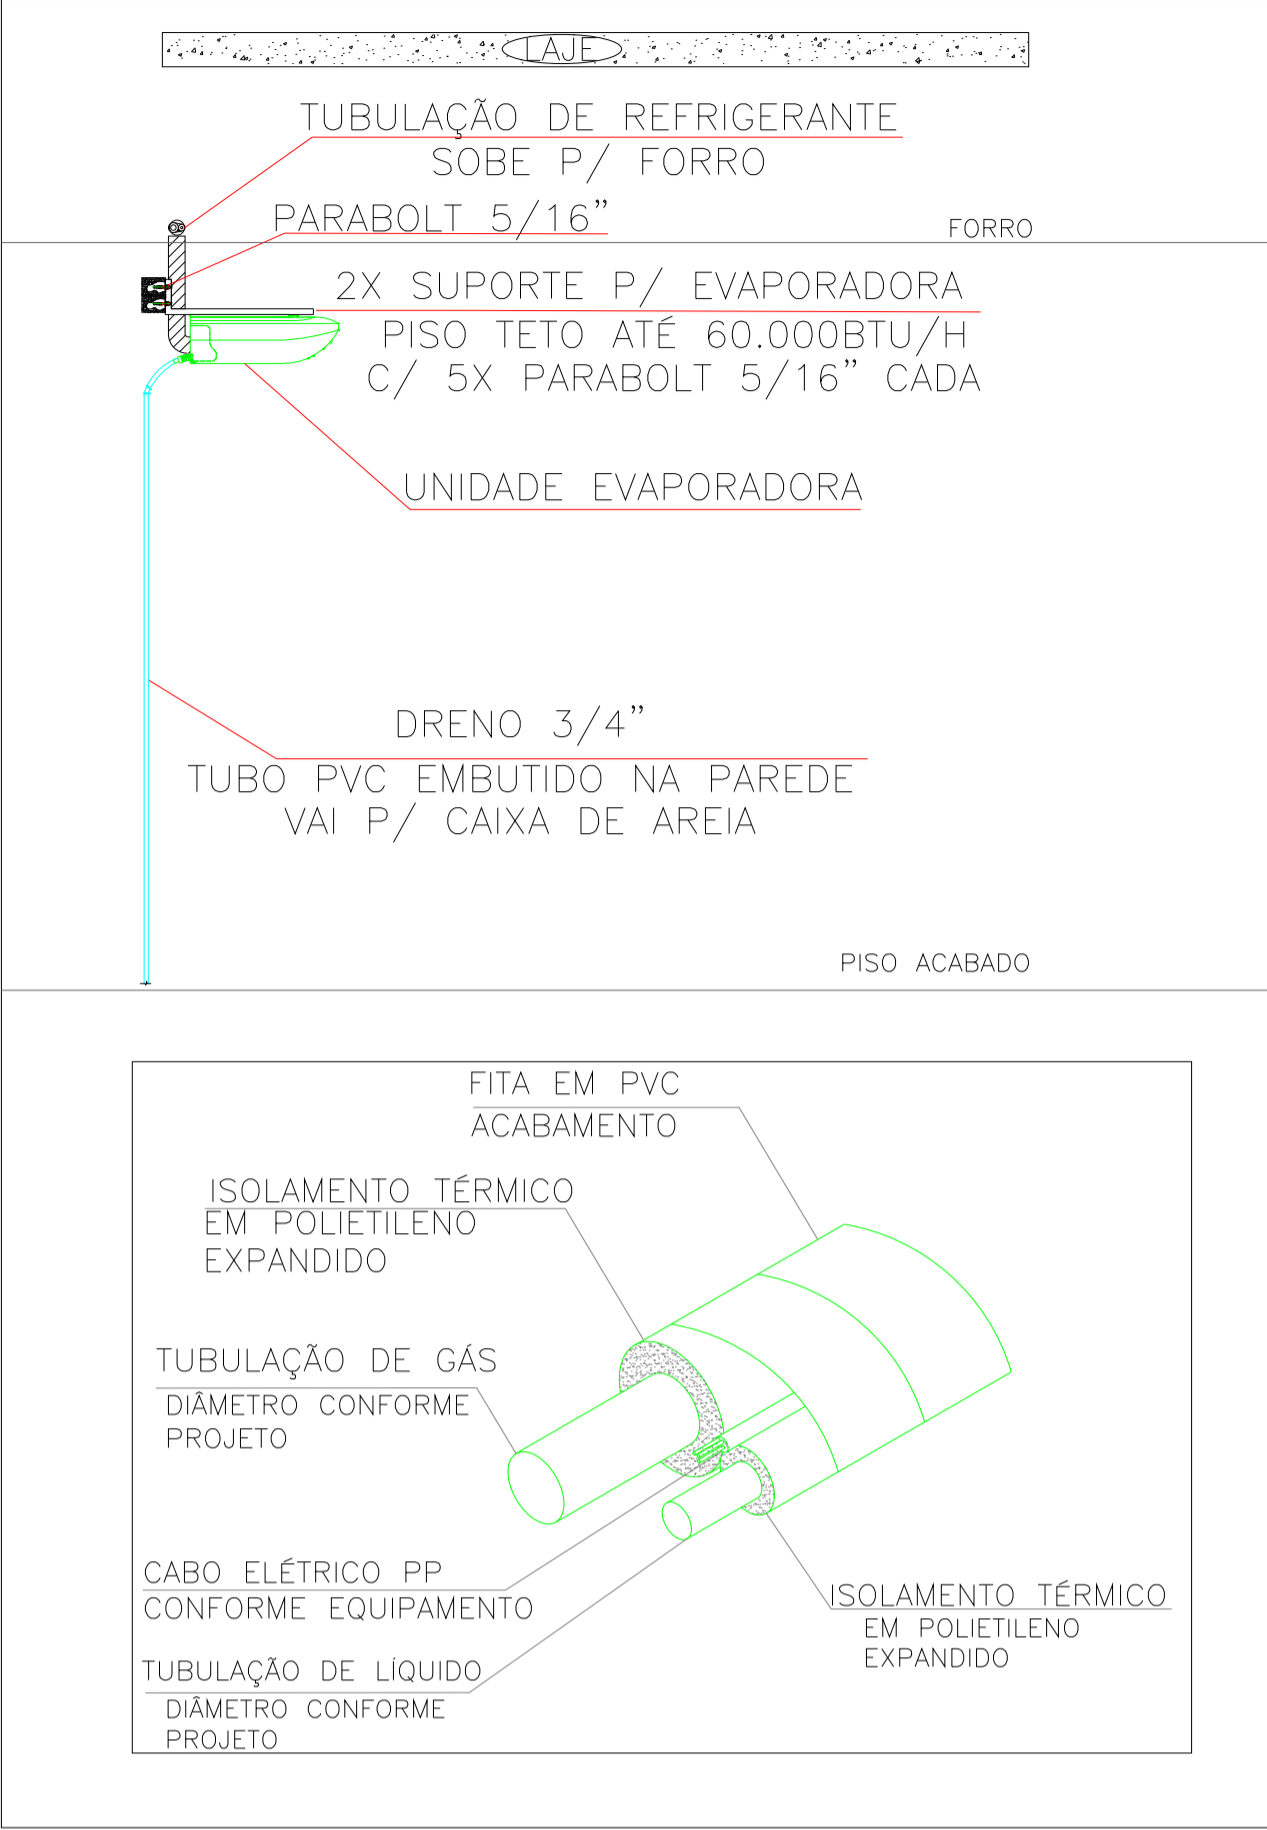 LAJE
TUBULAÇÃO DE REFRIGERANTE
SOBE P/ FORRO
PARABOLT 5/16”
FORRO
2X SUPORTE P/ EVAPORADORA
PISO TETO ATÉ 60.000BTU/H
C/ 5X PARABOLT 5/16” CADA
UNIDADE EVAPORADORA
DRENO 3/4”
TUBO PVC EMBUTIDO NA PAREDE
VAI P/ CAIXA DE AREIA
PISO ACABADO
FITA EM PVC
ACABAMENTO
ISOLAMENTO TÉRMICO
EM POLIETILENO
EXPANDIDO
TUBULAÇÃO DE GÁS
DIÂMETRO CONFORME
PROJETO
CABO ELÉTRICO PP
CONFORME EQUIPAMENTO
ISOLAMENTO TÉRMICO
EM POLIETILENO
EXPANDIDO
TUBULAÇÃO DE LÍQUIDO
DIÂMETRO CONFORME
PROJETO